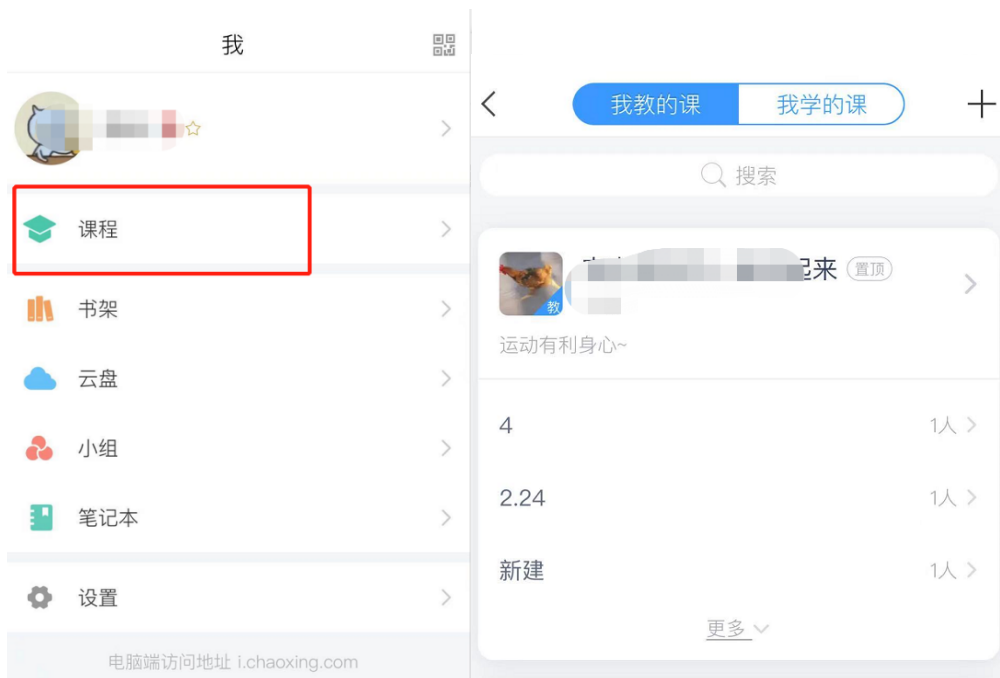 我
课程
书架
云盘
小组
笔记本
设置
电脑端访问地址 i.chaoxing.com
我教的课 我学的课
搜索
起来 置顶
教
运动有利身心~
4 1人
2.24 1人
新建 1人
更多